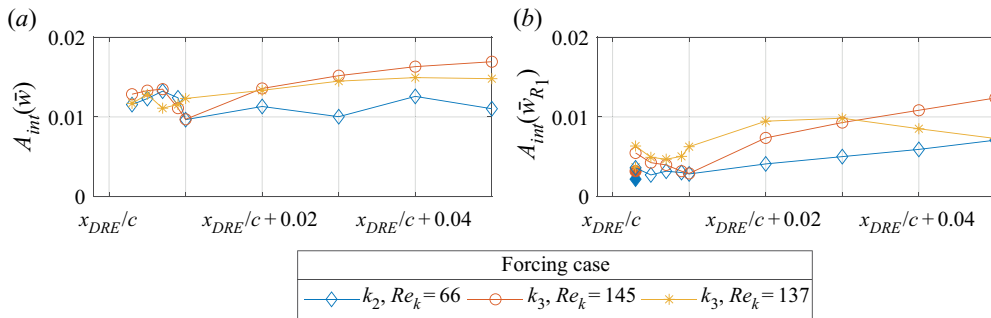 (a)
(b)
0.02
0.01
0
A_int(w̄)
x_DRE/c
x_DRE/c + 0.02
x_DRE/c + 0.04
0.02
0.01
0
A_int(w̄_R1)
x_DRE/c
x_DRE/c + 0.02
x_DRE/c + 0.04
Forcing case
k_2, Re_k = 66
k_3, Re_k = 145
k_3, Re_k = 137